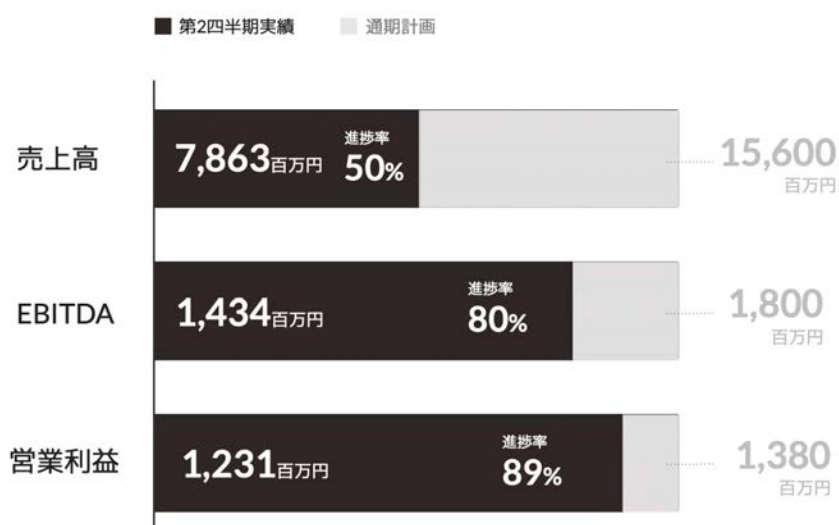 第2四半期実績 通期計画
売上高
7,863百万円
進捗率
50%
15,600
百万円
EBITDA
1,434百万円
進捗率
80%
1,800
百万円
営業利益
1,231百万円
進捗率
89%
1,380
百万円